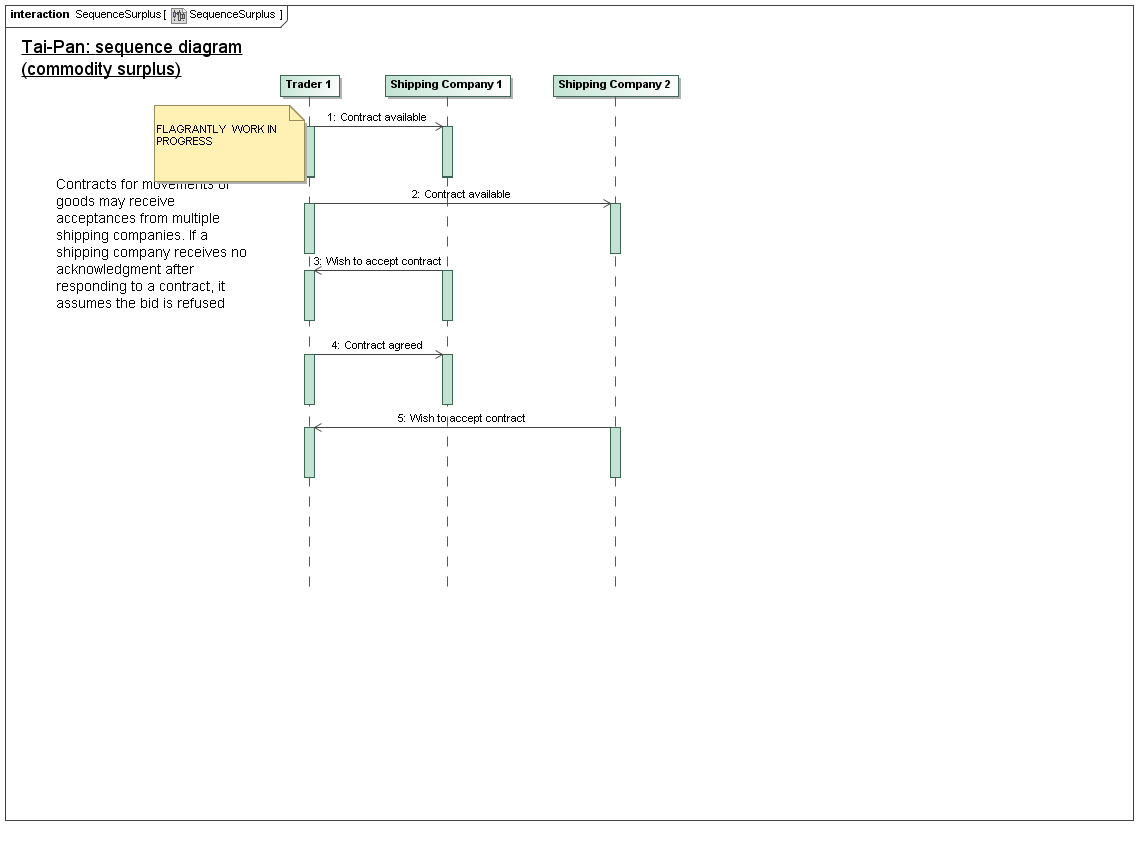 interaction SequenceSurplus [ SequenceSurplus ]
Tai-Pan: sequence diagram
(commodity surplus)
Trader 1
Shipping Company 1
Shipping Company 2
FLAGRANTLY WORK IN
PROGRESS
1: Contract available
Contracts for movements of
goods may receive
acceptances from multiple
shipping companies. If a
shipping company receives no
acknowledgment after
responding to a contract, it
assumes the bid is refused
2: Contract available
3: Wish to accept contract
4: Contract agreed
5: Wish to accept contract